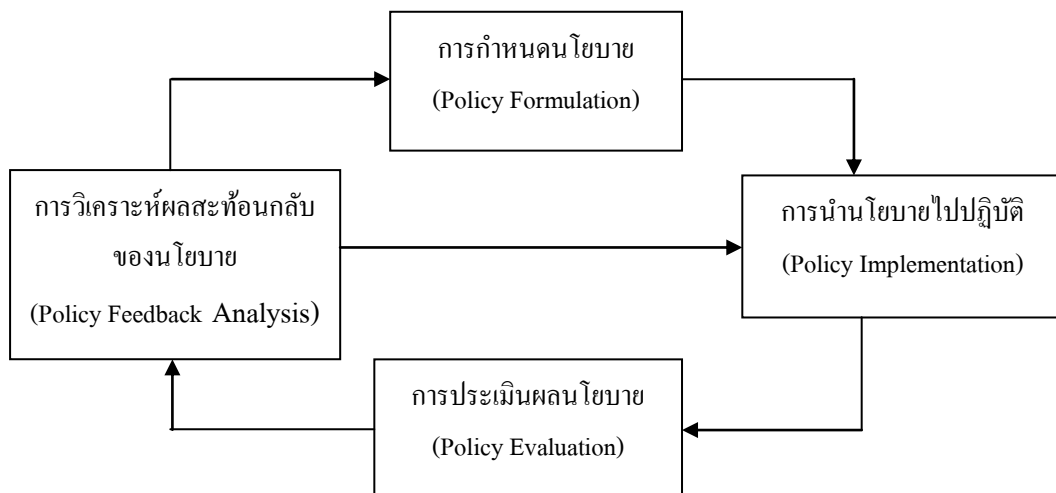 การกำหนดนโยบาย
(Policy Formulation)
การวิเคราะห์ผลสะท้อนกลับ
ของนโยบาย
(Policy Feedback Analysis)
การนำนโยบายไปปฏิบัติ
(Policy Implementation)
การประเมินผลนโยบาย
(Policy Evaluation)